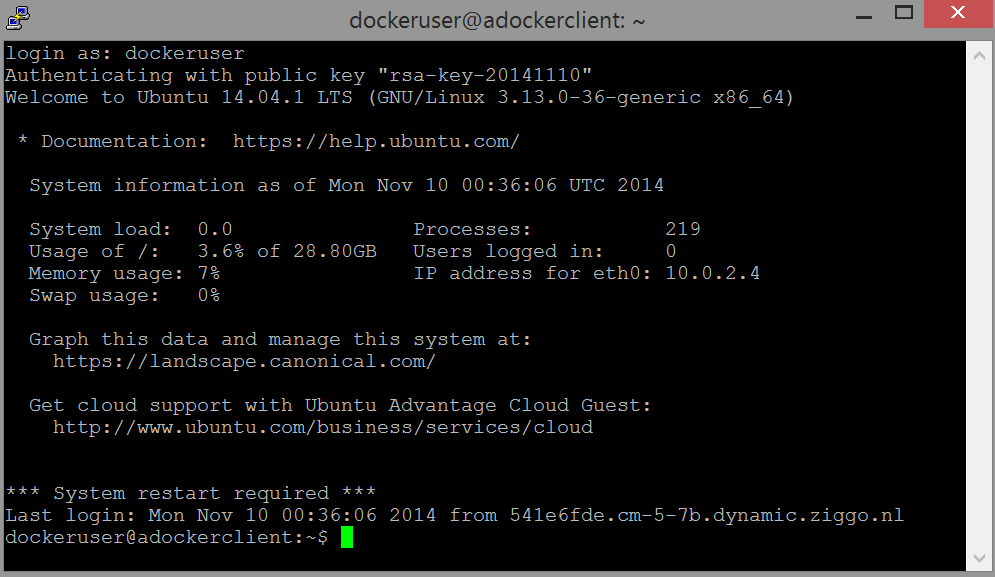 dockeruser@adockerclient: ~
login as: dockeruser
Authenticating with public key "rsa-key-20141110"
Welcome to Ubuntu 14.04.1 LTS (GNU/Linux 3.13.0-36-generic x86_64)
* Documentation:  https://help.ubuntu.com/
System information as of Mon Nov 10 00:36:06 UTC 2014
System load:  0.0               Processes:           219
Usage of /:   3.6% of 28.80GB   Users logged in:     0
Memory usage: 7%                IP address for eth0: 10.0.2.4
Swap usage:   0%
Graph this data and manage this system at:
https://landscape.canonical.com/
Get cloud support with Ubuntu Advantage Cloud Guest:
http://www.ubuntu.com/business/services/cloud
*** System restart required ***
Last login: Mon Nov 10 00:36:06 2014 from 541e6fde.cm-5-7b.dynamic.ziggo.nl
dockeruser@adockerclient:~$